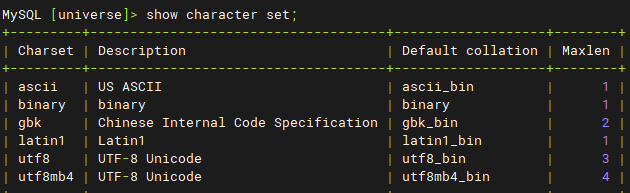 MySQL [universe]> show character set;
+---------+-------------------------------------+-------------------+--------+
| Charset | Description                         | Default collation | Maxlen |
+---------+-------------------------------------+-------------------+--------+
| ascii   | US ASCII                            | ascii_bin         |      1 |
| binary  | binary                              | binary            |      1 |
| gbk     | Chinese Internal Code Specification | gbk_bin           |      2 |
| latin1  | Latin1                              | latin1_bin        |      1 |
| utf8    | UTF-8 Unicode                       | utf8_bin          |      3 |
| utf8mb4 | UTF-8 Unicode                       | utf8mb4_bin       |      4 |